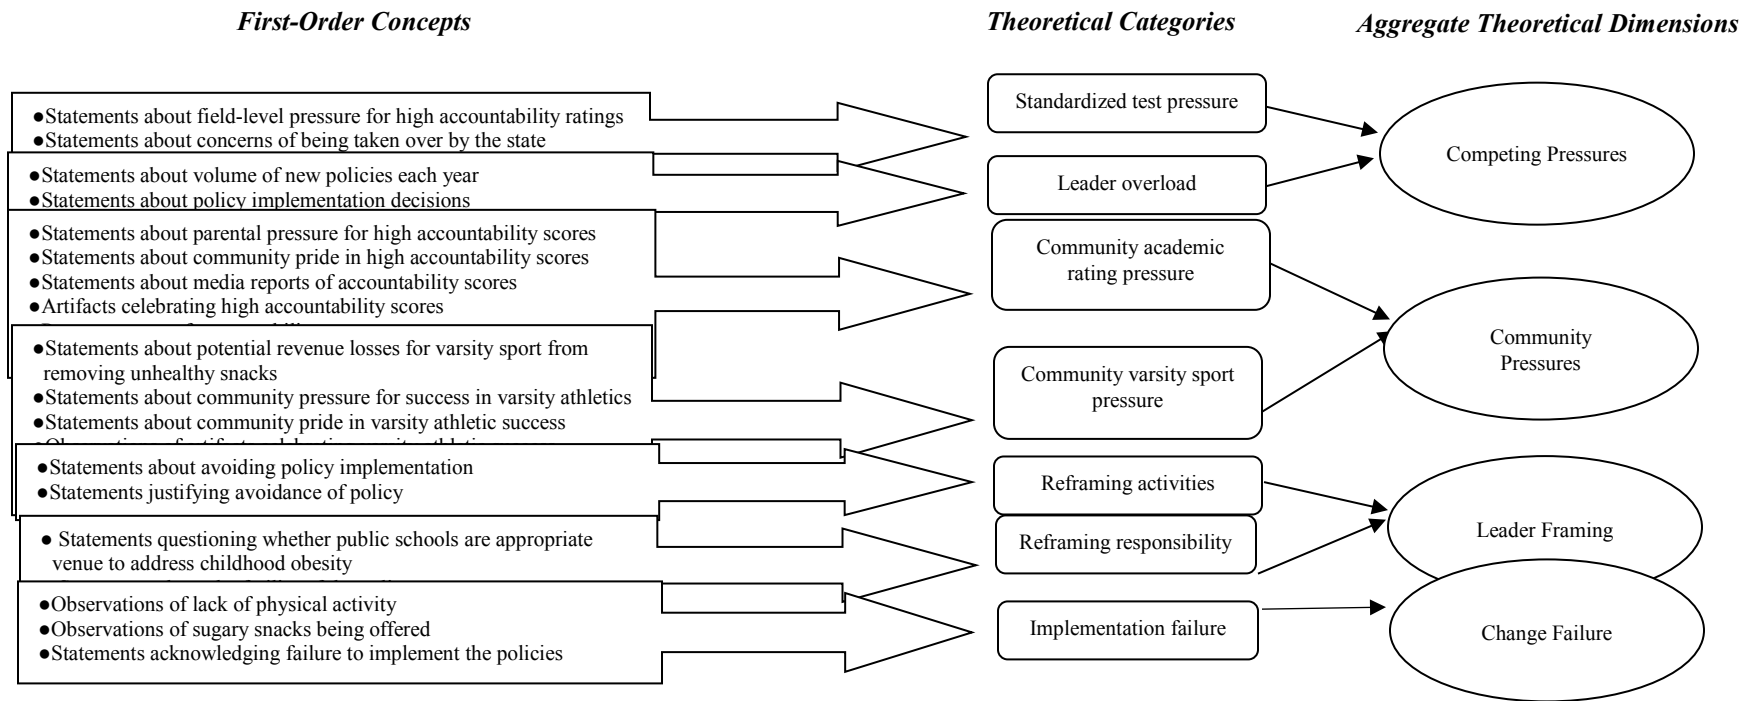 First-Order Concepts
Theoretical Categories
Aggregate Theoretical Dimensions
●Statements about field-level pressure for high accountability ratings
●Statements about concerns of being taken over by the state
●Statements about volume of new policies each year
●Statements about policy implementation decisions
●Statements about parental pressure for high accountability scores
●Statements about community pride in high accountability scores
●Statements about media reports of accountability scores
●Artifacts celebrating high accountability scores
●Statements about potential revenue losses for varsity sport from
removing unhealthy snacks
●Statements about community pressure for success in varsity athletics
●Statements about community pride in varsity athletic success
●Statements about avoiding policy implementation
●Statements justifying avoidance of policy
● Statements questioning whether public schools are appropriate
venue to address childhood obesity
●Observations of lack of physical activity
●Observations of sugary snacks being offered
●Statements acknowledging failure to implement the policies
Standardized test pressure
Leader overload
Community academic
rating pressure
Community varsity sport
pressure
Reframing activities
Reframing responsibility
Implementation failure
Competing Pressures
Community
Pressures
Leader Framing
Change Failure